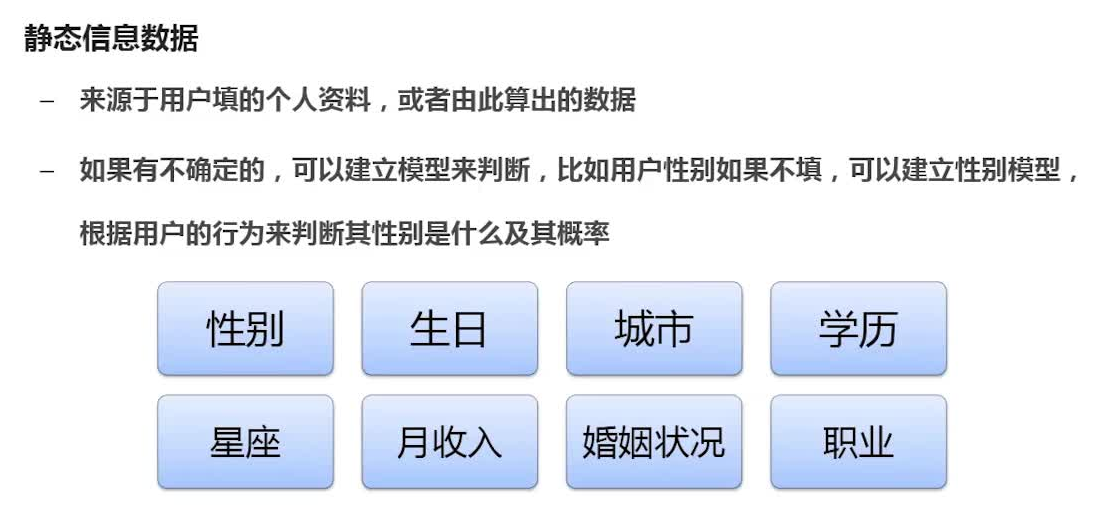 静态信息数据
– 来源于用户填的个人资料，或者由此算出的数据
– 如果有不确定的，可以建立模型来判断，比如用户性别如果不填，可以建立性别模型，
根据用户的行为来判断其性别是什么及其概率
性别 生日 城市 学历
星座 月收入 婚姻状况 职业